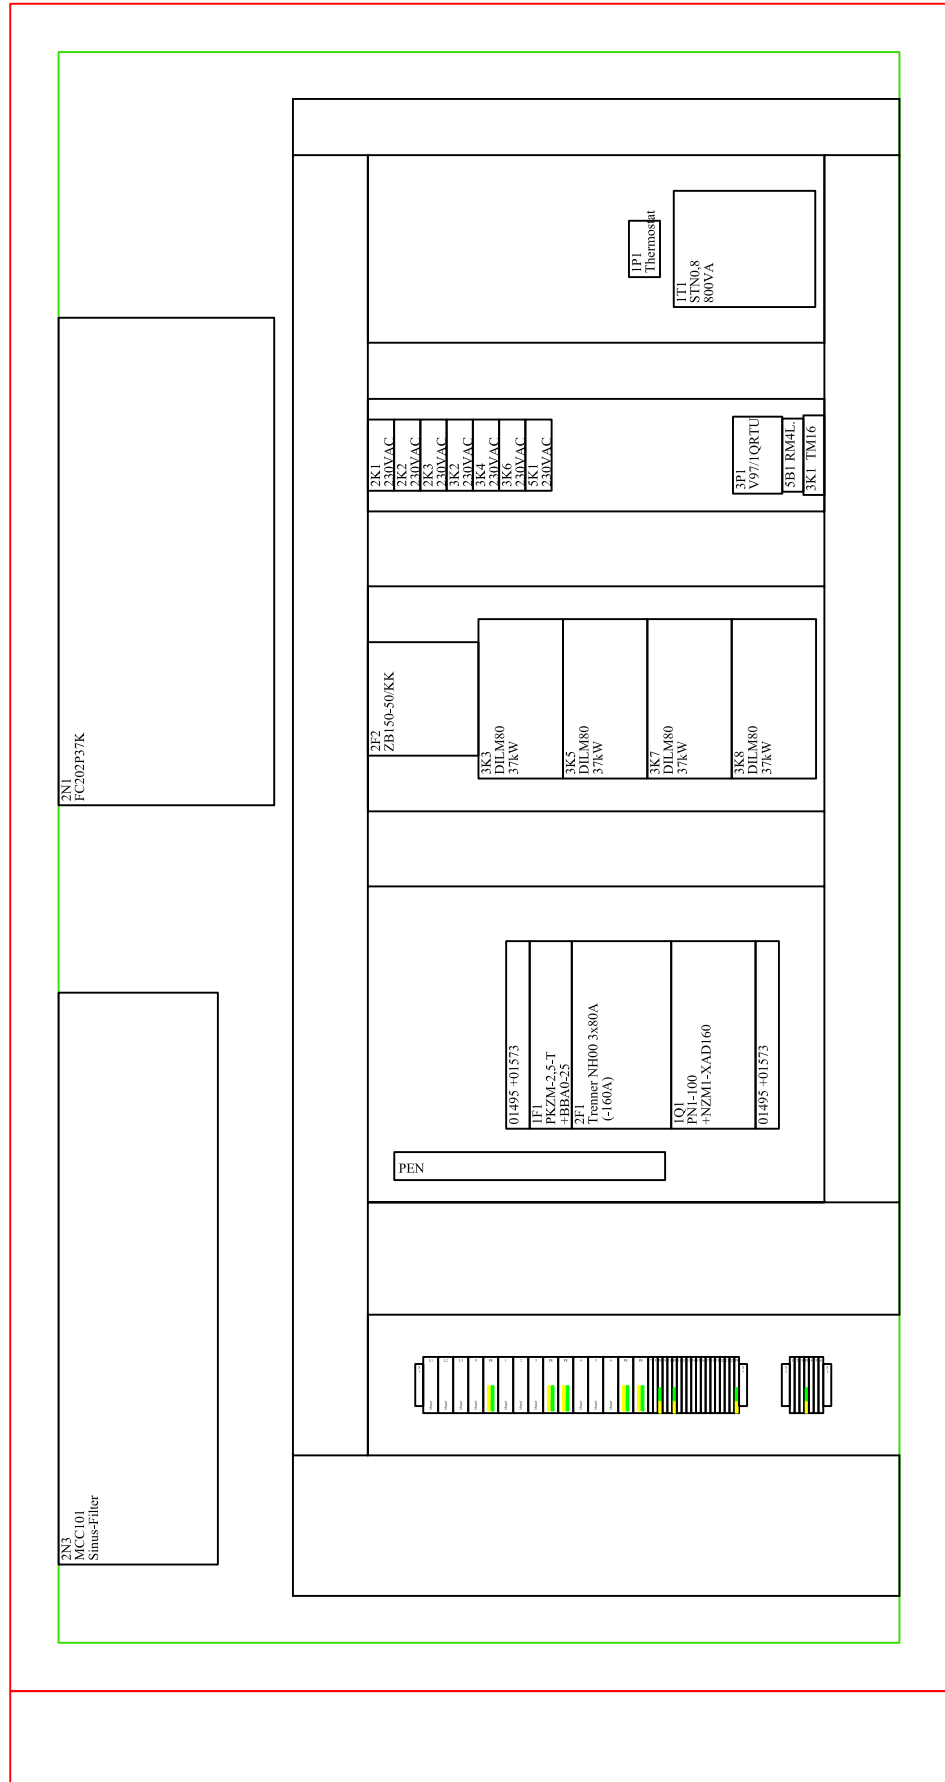 1P1
Thermostat
1T1
STN0,8
800VA
2K1
230VAC
2K2
230VAC
2K3
230VAC
3K2
230VAC
3K4
230VAC
3K6
230VAC
5K1
230VAC
3P1
V97/1QRTU
5B1 RM4L.
3K1 TM16
2N1
FC202P37K
2F2
ZB150-50/KK
3K3
DILM80
37kW
3K5
DILM80
37kW
3K7
DILM80
37kW
3K8
DILM80
37kW
01495 +01573
1F1
PKZM-2,5-T
+BBA0-25
2F1
Trenner NH00 3x80A
(-160A)
1Q1
PN1-100
+NZM1-XAD160
01495 +01573
PEN
2N3
MCC101
Sinus-Filter